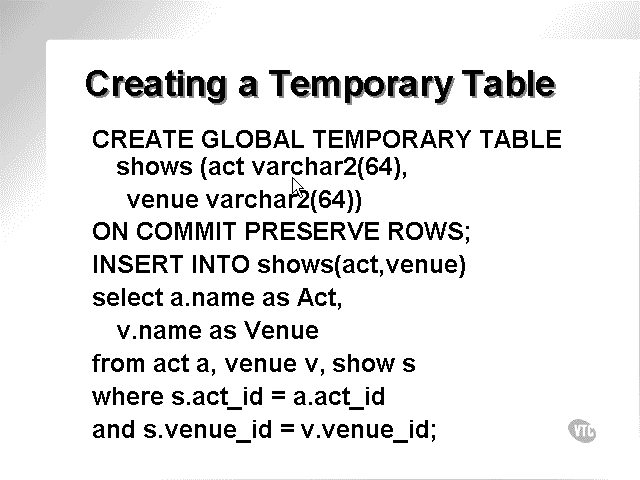 Creating a Temporary Table
CREATE GLOBAL TEMPORARY TABLE
shows (act varchar2(64),
venue varchar2(64))
ON COMMIT PRESERVE ROWS;
INSERT INTO shows(act,venue)
select a.name as Act,
v.name as Venue
from act a, venue v, show s
where s.act_id = a.act_id
and s.venue_id = v.venue_id;
VTC